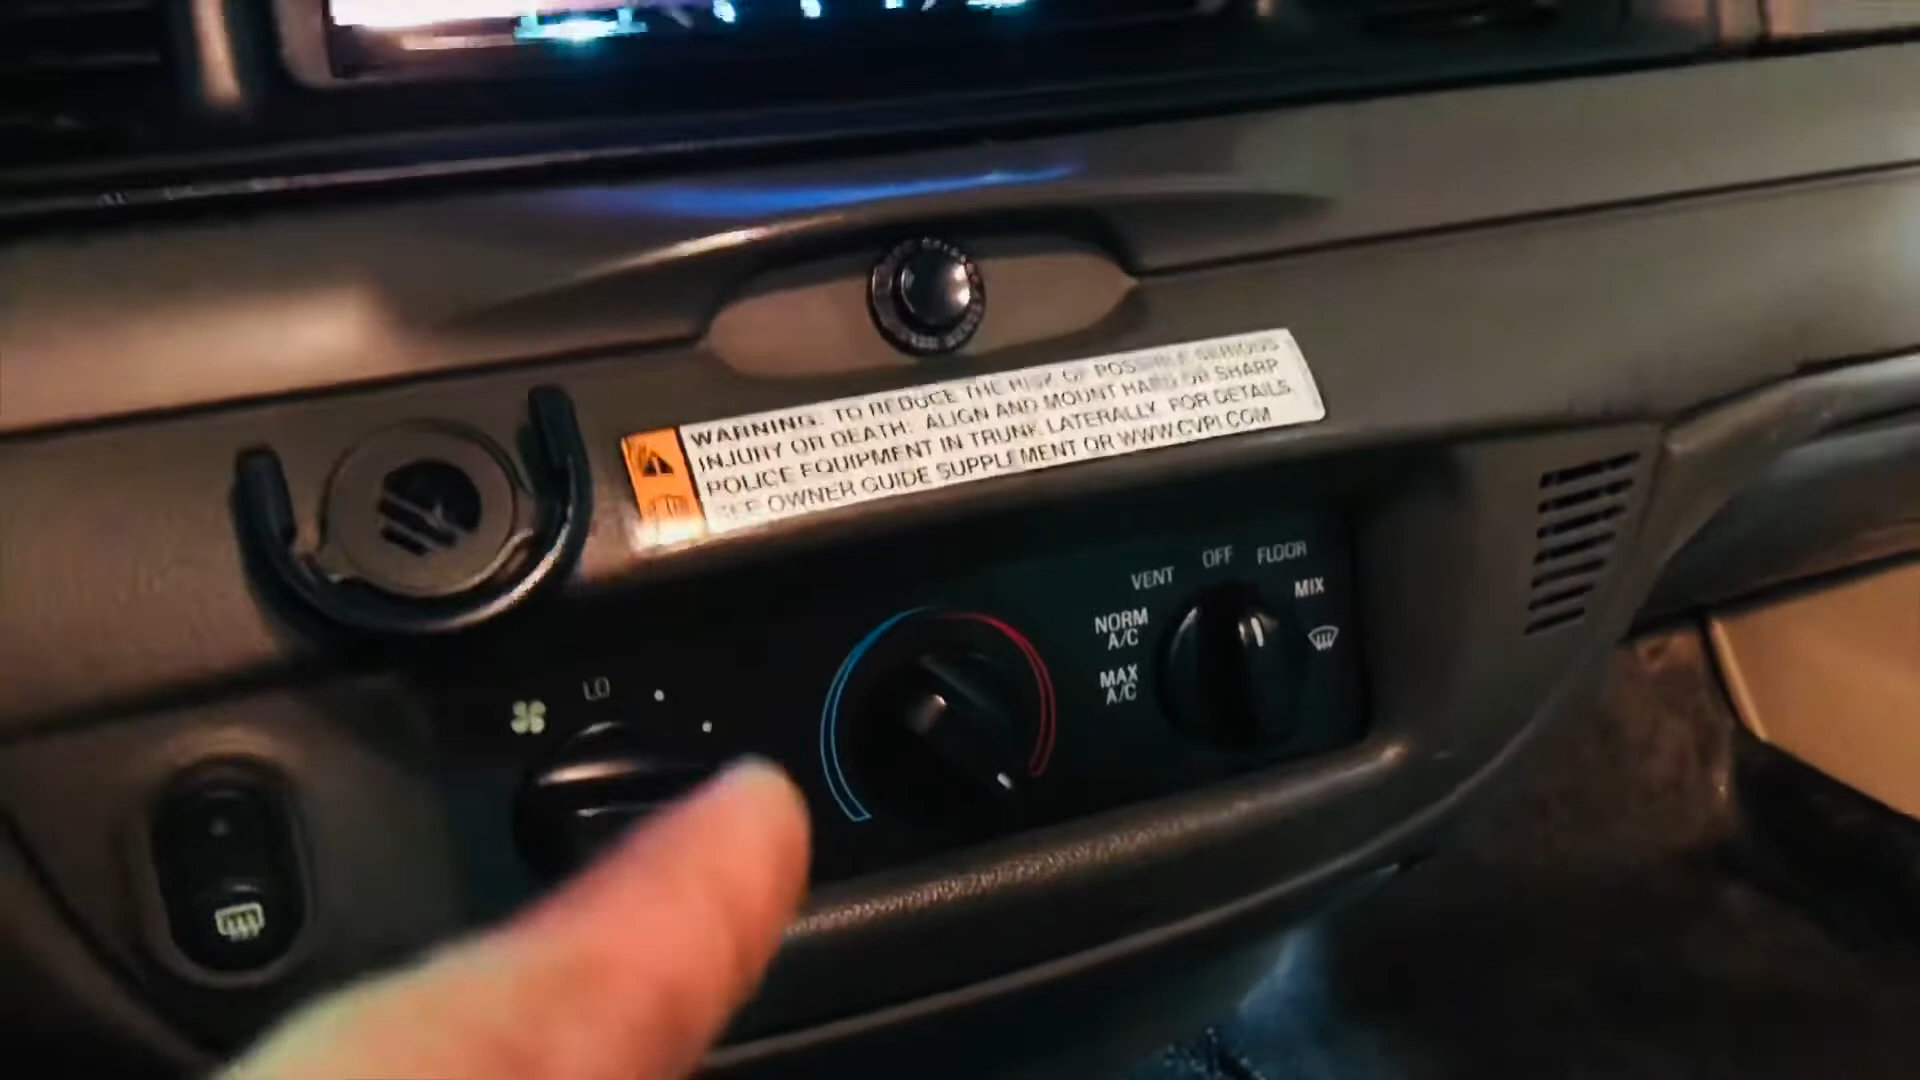 WARNING: TO REDUCE THE RISK OF POSSIBLE SERIOUS
INJURY OR DEATH: ALIGN AND MOUNT HARD OR SHARP
POLICE EQUIPMENT IN TRUNK LATERALLY. FOR DETAILS,
SEE OWNER GUIDE SUPPLEMENT OR WWW.CVPI.COM
LO
VENT
OFF
FLOOR
MIX
NORM
A/C
MAX
A/C